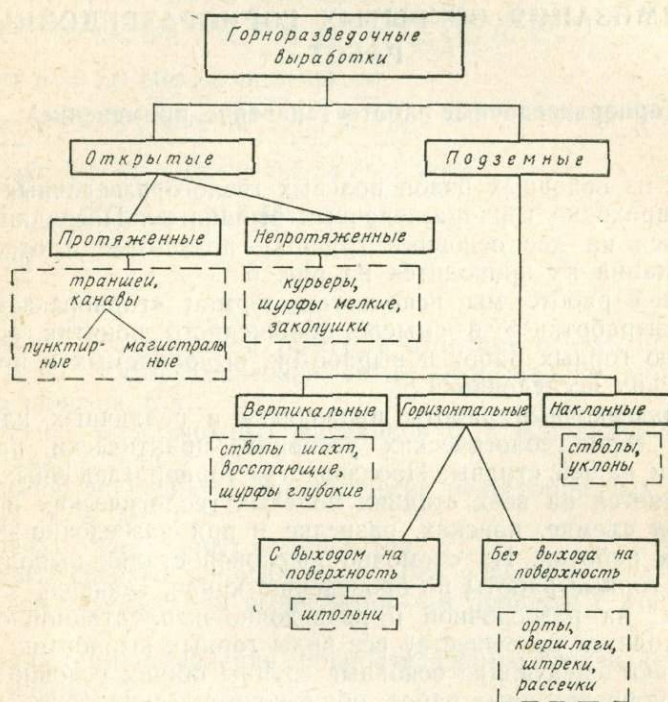 Горноразведочные
выработки
Открытые
Подземные
Протяженные
Непротяженные
траншеи,
канавы
пунктир-
ные
магистраль
ные
курьеры,
шурфы мелкие,
закопушки
Вертикальные
Горизонтальные
Наклонные
стволы шахт,
восстающие,
шурфы глубокие
стволы,
уклоны
С выходом на
поверхность
Без выхода на
поверхность
штольни
орты,
квершлаги,
штреки,
рассечки